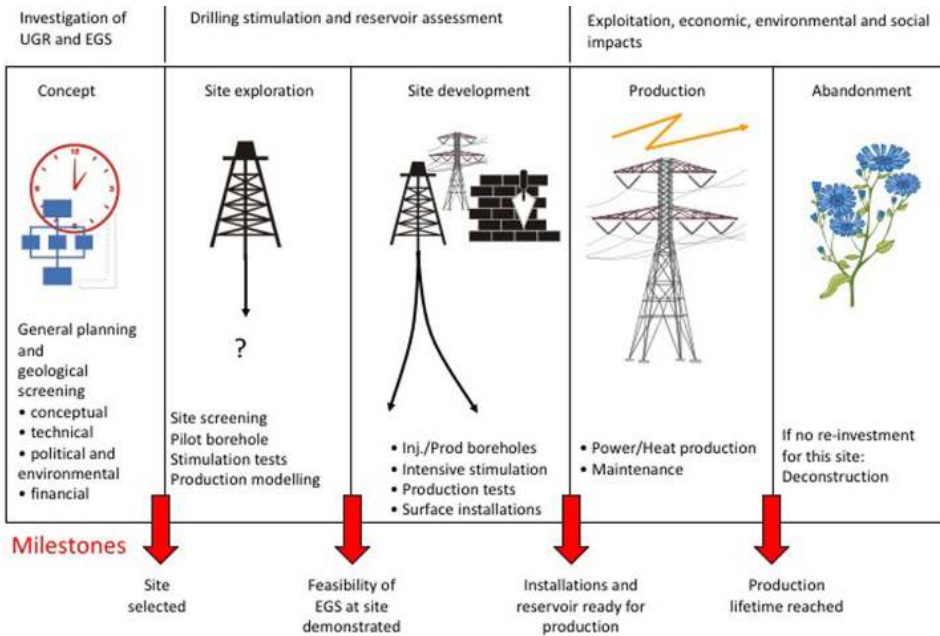 Investigation of
UGR and EGS
Drilling stimulation and reservoir assessment
Exploitation, economic, environmental and social
impacts
Concept
General planning
and
geological
screening
• conceptual
• technical
• political and
environmental
• financial
Site exploration
?
Site screening
Pilot borehole
Stimulation tests
Production modelling
Site development
• Inj./Prod boreholes
• Intensive stimulation
• Production tests
• Surface installations
Production
• Power/Heat production
• Maintenance
Abandonment
If no re-investment
for this site:
Deconstruction
Milestones
Site
selected
Feasibility of
EGS at site
demonstrated
Installations and
reservoir ready for
production
Production
lifetime reached